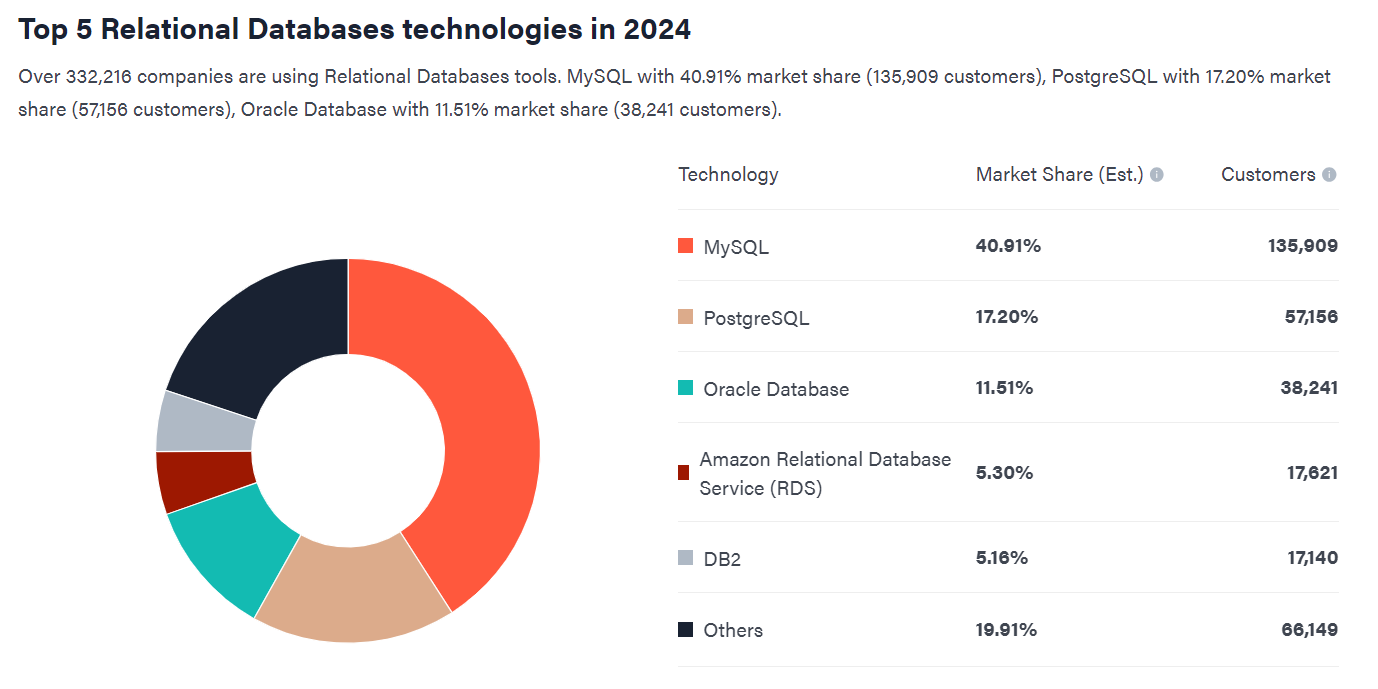 Top 5 Relational Databases technologies in 2024
Over 332,216 companies are using Relational Databases tools. MySQL with 40.91% market share (135,909 customers), PostgreSQL with 17.20% market
share (57,156 customers), Oracle Database with 11.51% market share (38,241 customers).
Technology Market Share (Est.) i Customers i
MySQL 40.91% 135,909
PostgreSQL 17.20% 57,156
Oracle Database 11.51% 38,241
Amazon Relational Database
Service (RDS) 5.30% 17,621
DB2 5.16% 17,140
Others 19.91% 66,149